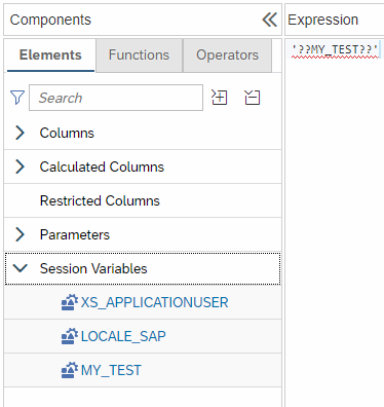 Components
Expression
Elements
Functions
Operators
'??MY_TEST??'
Search
Columns
Calculated Columns
Restricted Columns
Parameters
Session Variables
XS_APPLICATIONUSER
LOCALE_SAP
MY_TEST